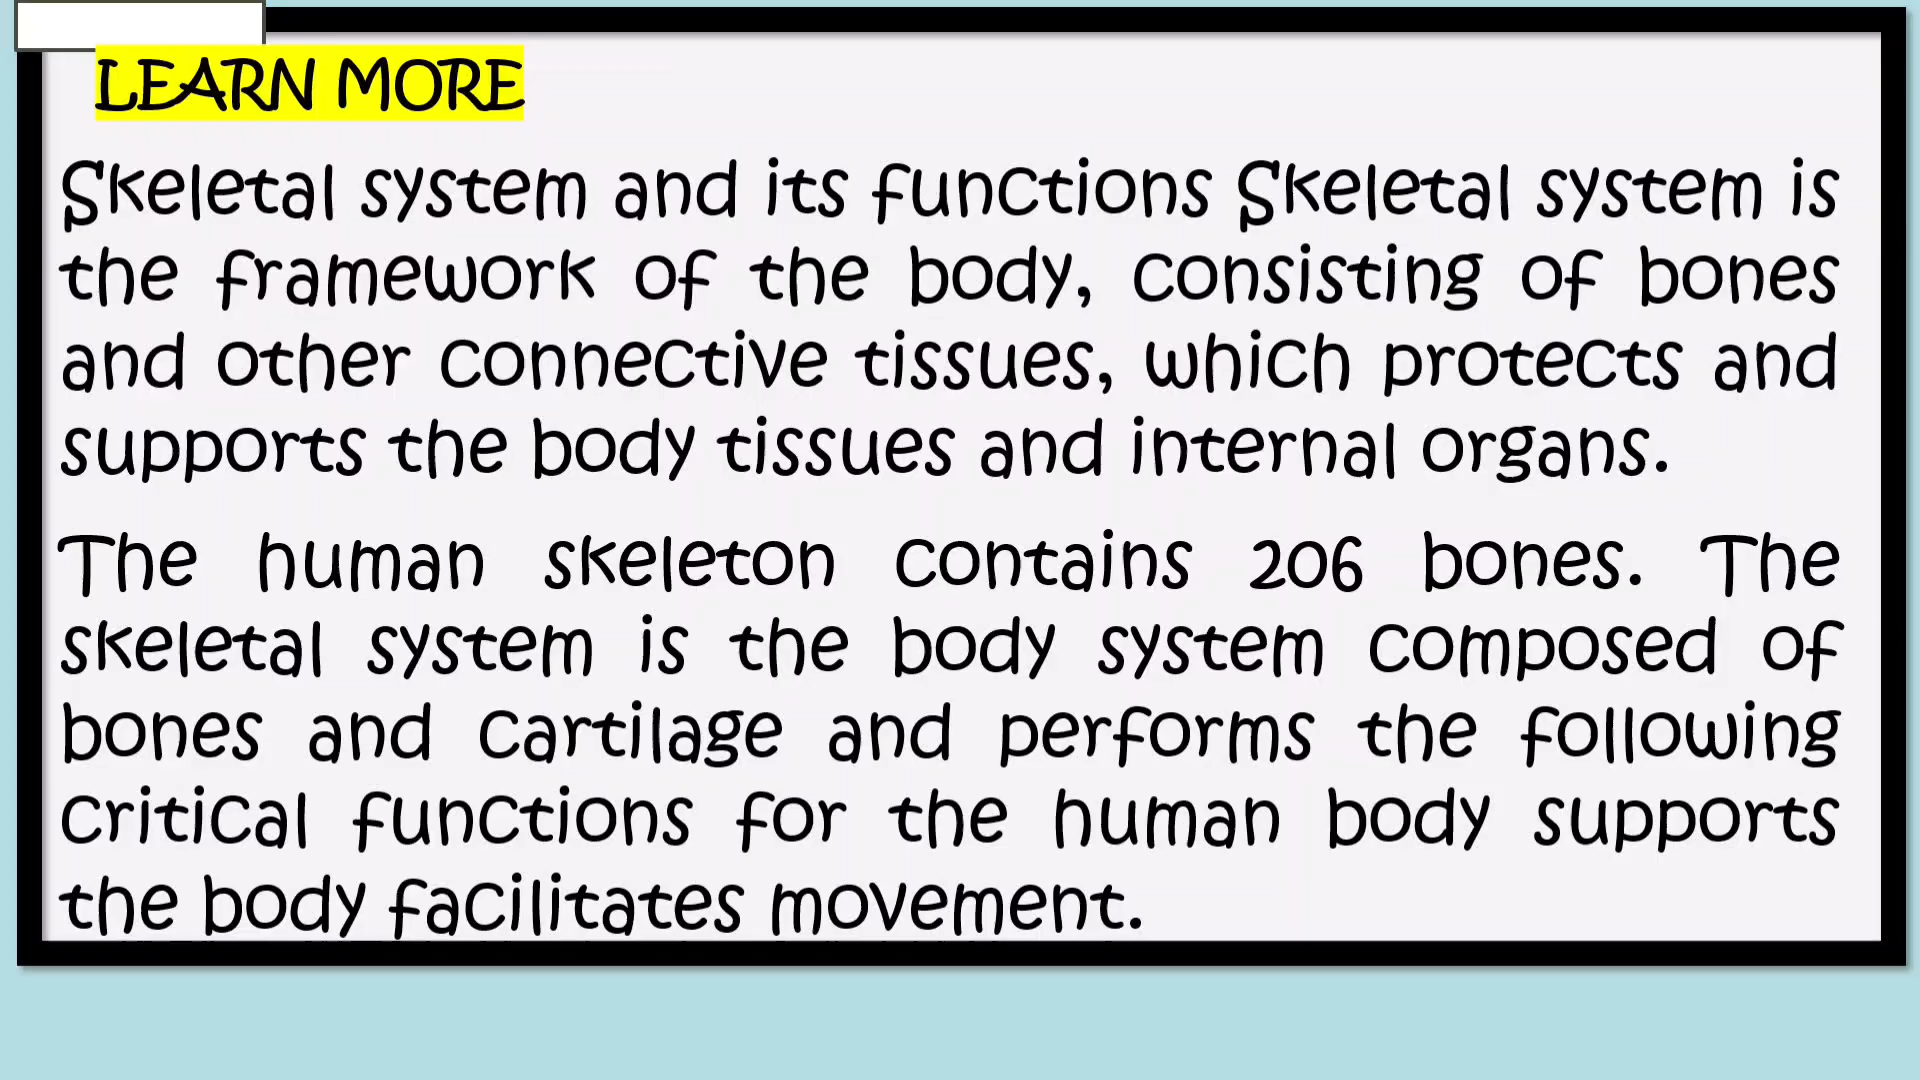 LEARN MORE
Skeletal system and its functions Skeletal system is
the framework of the body, consisting of bones
and other connective tissues, which protects and
supports the body tissues and internal organs.
The human skeleton contains 206 bones. The
skeletal system is the body system composed of
bones and cartilage and performs the following
critical functions for the human body supports
the body facilitates movement.